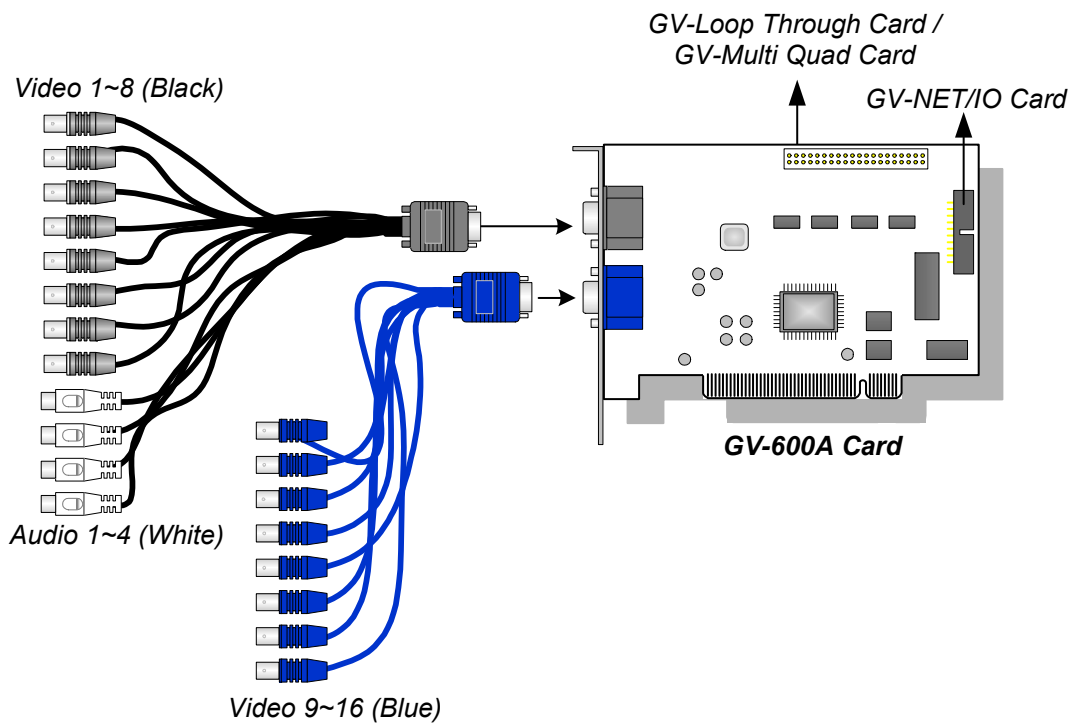 GV-Loop Through Card /
GV-Multi Quad Card
Video 1~8 (Black)
GV-NET/IO Card
GV-600A Card
Audio 1~4 (White)
Video 9~16 (Blue)